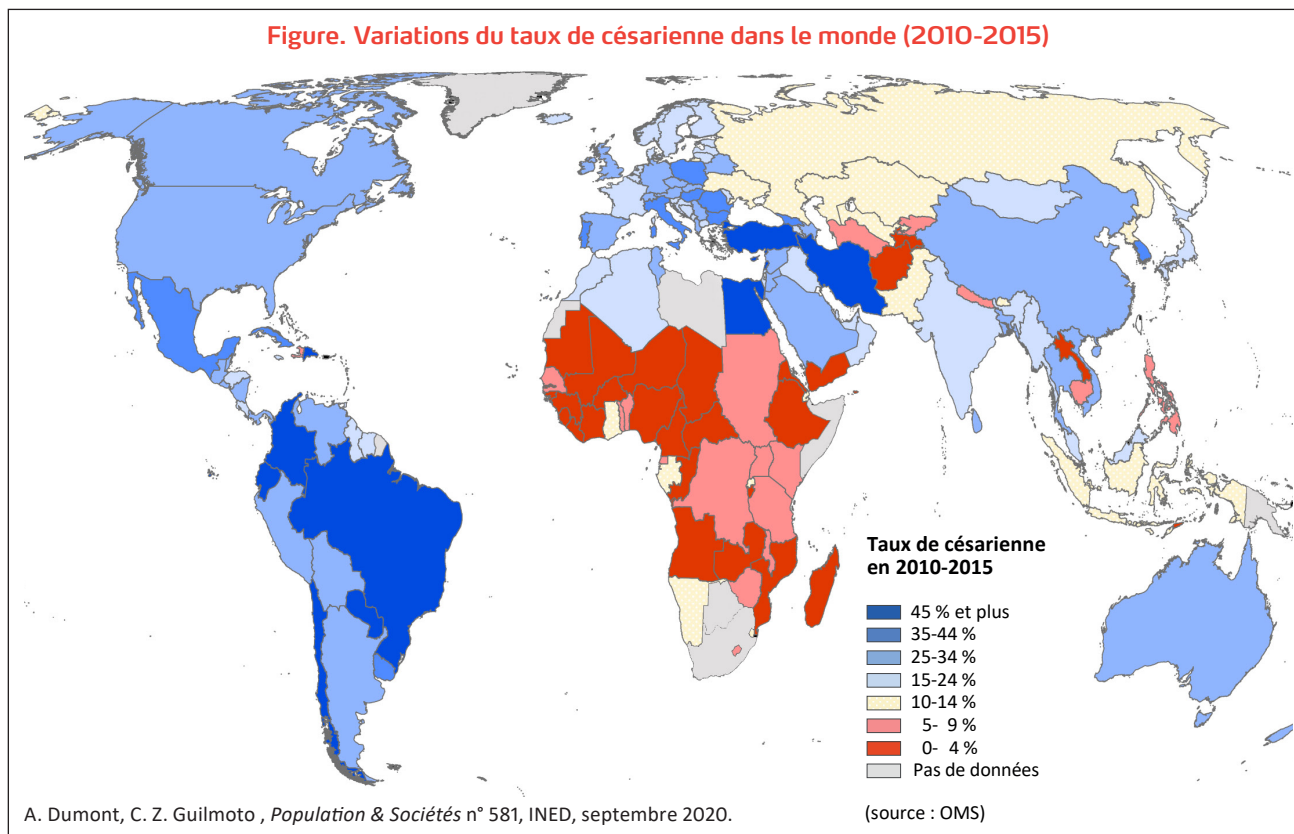 Figure. Variations du taux de césarienne dans le monde (2010-2015)
Taux de césarienne
en 2010-2015
45 % et plus
35-44 %
25-34 %
15-24 %
10-14 %
5- 9 %
0- 4 %
Pas de données
A. Dumont, C. Z. Guilmoto , Population & Sociétés n° 581, INED, septembre 2020.
(source : OMS)